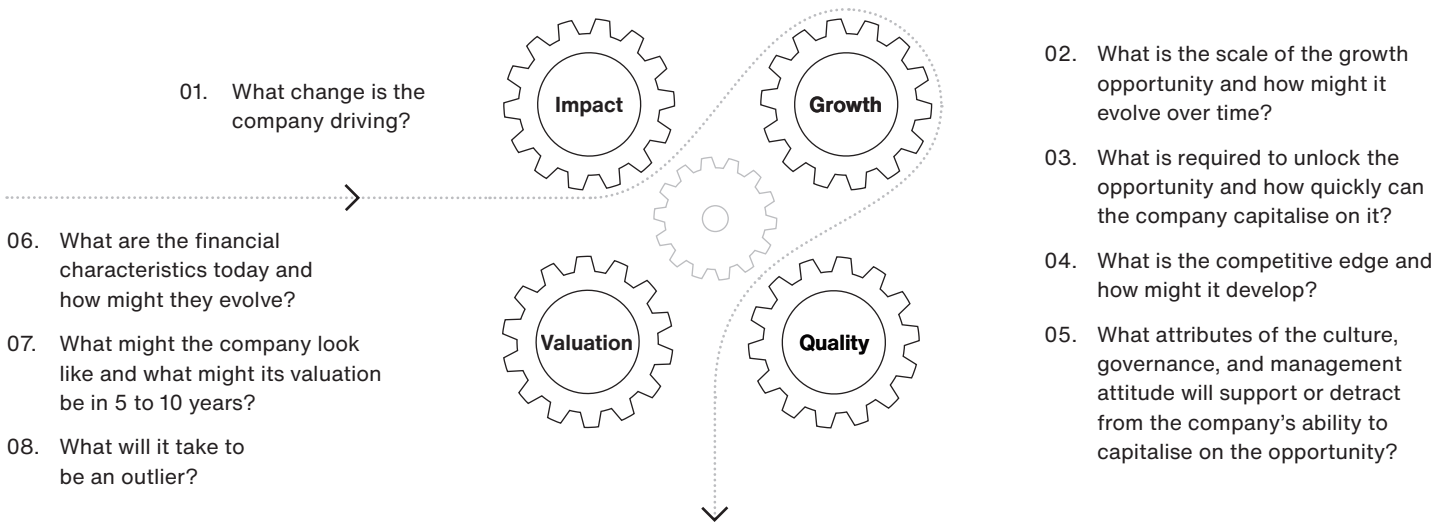 01. What change is the
company driving?
Impact
Growth
02. What is the scale of the growth
opportunity and how might it
evolve over time?
03. What is required to unlock the
opportunity and how quickly can
the company capitalise on it?
04. What is the competitive edge and
how might it develop?
05. What attributes of the culture,
governance, and management
attitude will support or detract
from the company’s ability to
capitalise on the opportunity?
Quality
Valuation
06. What are the financial
characteristics today and
how might they evolve?
07. What might the company look
like and what might its valuation
be in 5 to 10 years?
08. What will it take to
be an outlier?